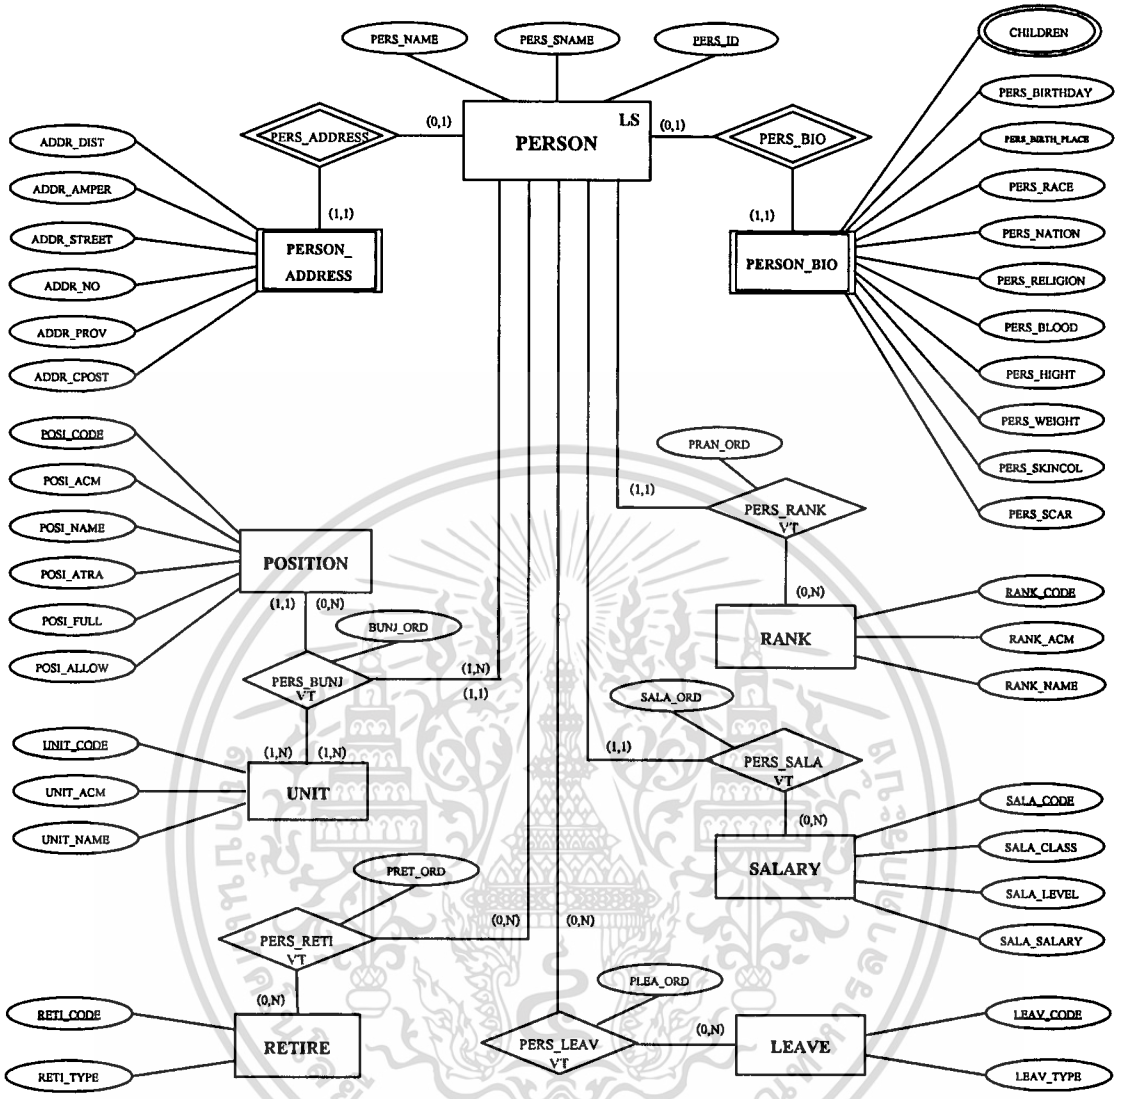 PERS_NAME
PERS_SNAME
PERS_ID
CHILDREN
LS
PERSON
PERS_ADDRESS
(0,1)
(0,1)
PERS_BIO
PERS_BIRTHDAY
PERS_BIRTH_PLACE
PERS_RACE
PERS_NATION
PERS_RELIGION
PERS_BLOOD
PERS_HIGHT
PERS_WEIGHT
PERS_SKINCOL
PERS_SCAR
ADDR_DIST
ADDR_AMPER
ADDR_STREET
ADDR_NO
ADDR_PROV
ADDR_CPOST
(1,1)
PERSON_
ADDRESS
(1,1)
PERSON_BIO
POSI_CODE
POSI_ACM
POSI_NAME
POSI_ATRA
POSI_FULL
POSI_ALLOW
POSITION
(1,1)
(0,N)
BUNJ_ORD
PERS_BUNJ
VT
(1,N)
(1,1)
(1,N)
(1,N)
UNIT
UNIT_CODE
UNIT_ACM
UNIT_NAME
PRAN_ORD
(1,1)
PERS_RANK
VT
(0,N)
RANK
RANK_CODE
RANK_ACM
RANK_NAME
SALA_ORD
(1,1)
PERS_SALA
VT
(0,N)
SALARY
SALA_CODE
SALA_CLASS
SALA_LEVEL
SALA_SALARY
PRET_ORD
PERS_RETI
VT
(0,N)
(0,N)
RETIRE
RETI_CODE
RETI_TYPE
(0,N)
PLEA_ORD
PERS_LEAV
VT
(0,N)
LEAVE
LEAV_CODE
LEAV_TYPE